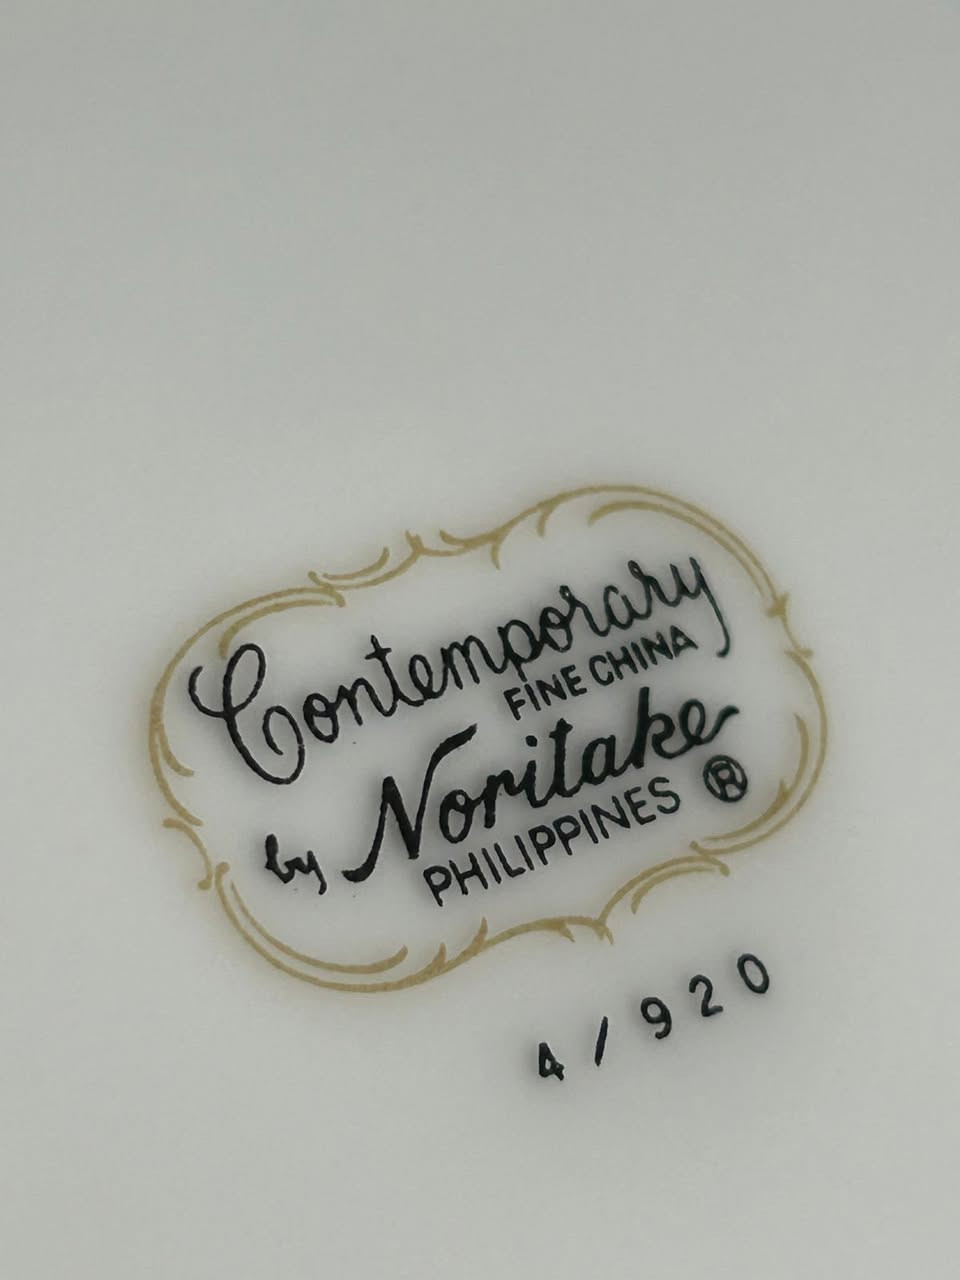 Contemporary
FINE CHINA
by Noritake ®
PHILIPPINES
4/920